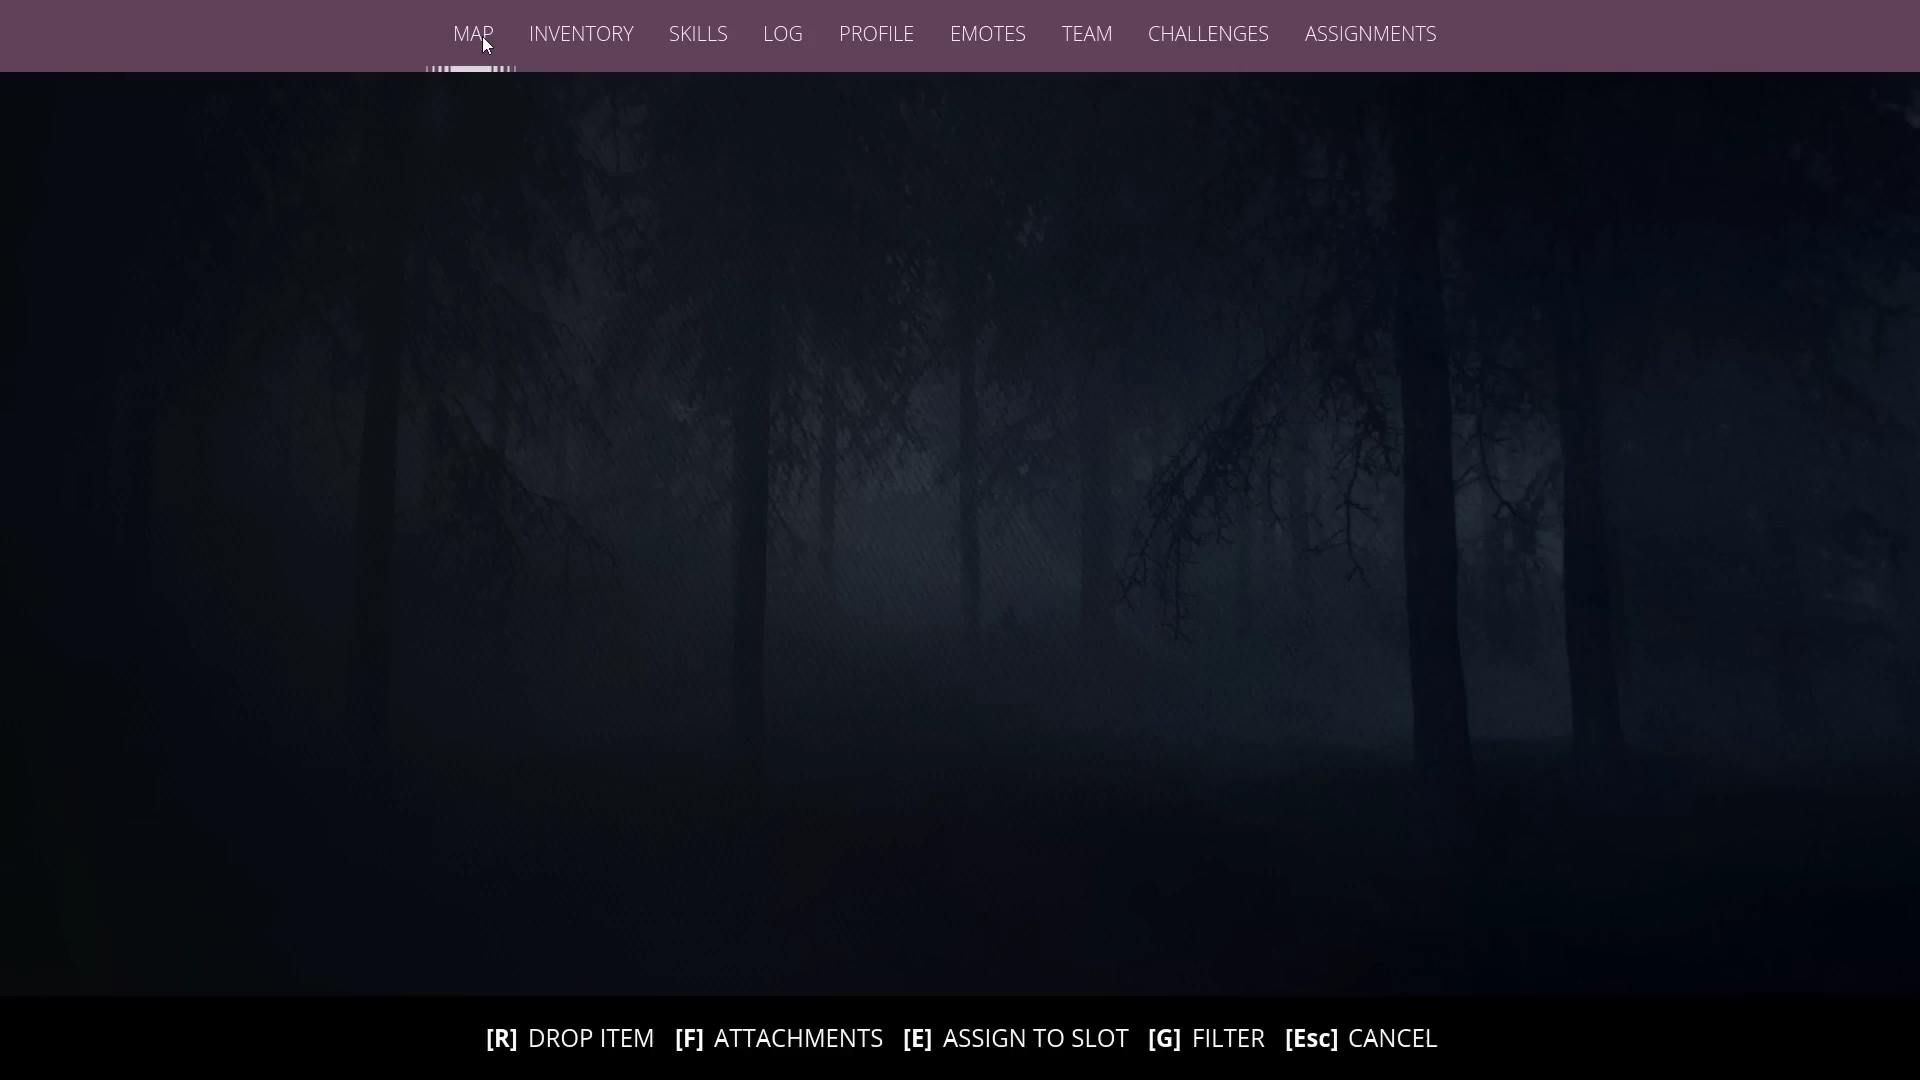 MAP INVENTORY SKILLS LOG PROFILE EMOTES TEAM CHALLENGES ASSIGNMENTS
[R] DROP ITEM [F] ATTACHMENTS [E] ASSIGN TO SLOT [G] FILTER [Esc] CANCEL